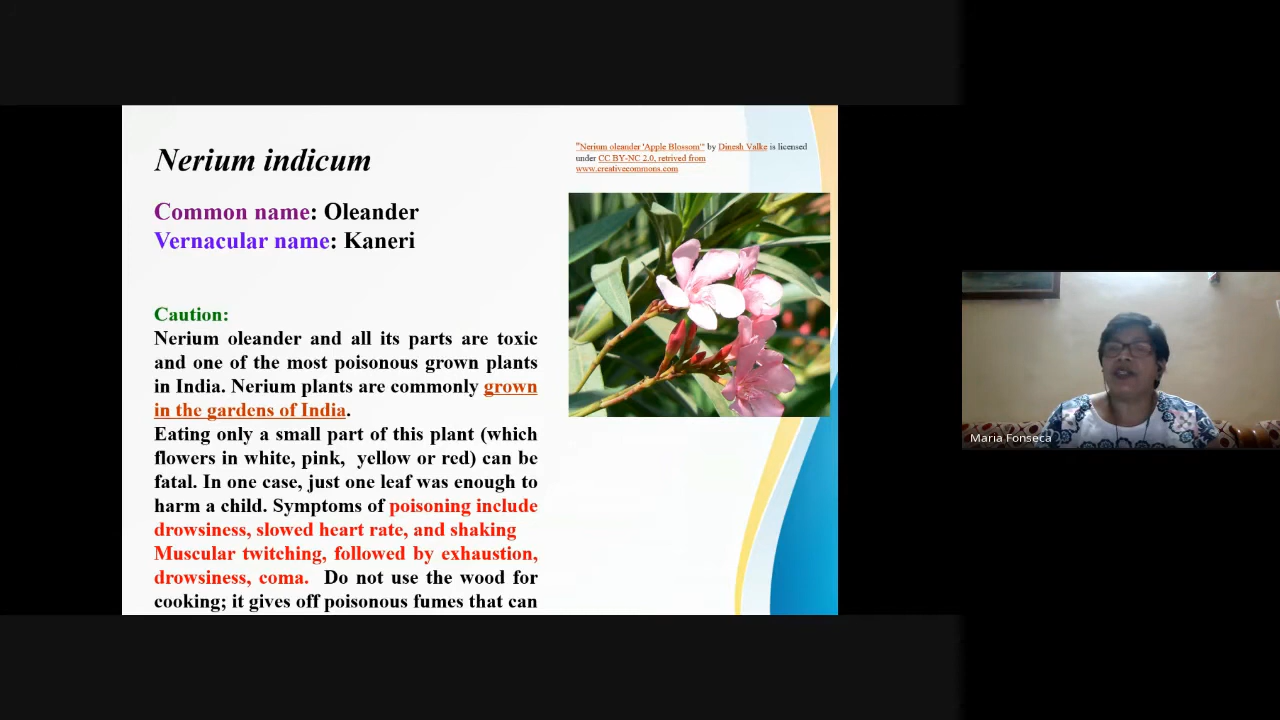 Nerium indicum
"Nerium oleander 'Apple Blossom'" by Dinesh Valke is licensed
under CC BY-NC 2.0, retrived from
www.creativecommons.com
Common name: Oleander
Vernacular name: Kaneri
Caution:
Nerium oleander and all its parts are toxic
and one of the most poisonous grown plants
in India. Nerium plants are commonly grown
in the gardens of India.
Eating only a small part of this plant (which
flowers in white, pink, yellow or red) can be
fatal. In one case, just one leaf was enough to
harm a child. Symptoms of poisoning include
drowsiness, slowed heart rate, and shaking
Muscular twitching, followed by exhaustion,
drowsiness, coma. Do not use the wood for
cooking; it gives off poisonous fumes that can
Maria Fonseca